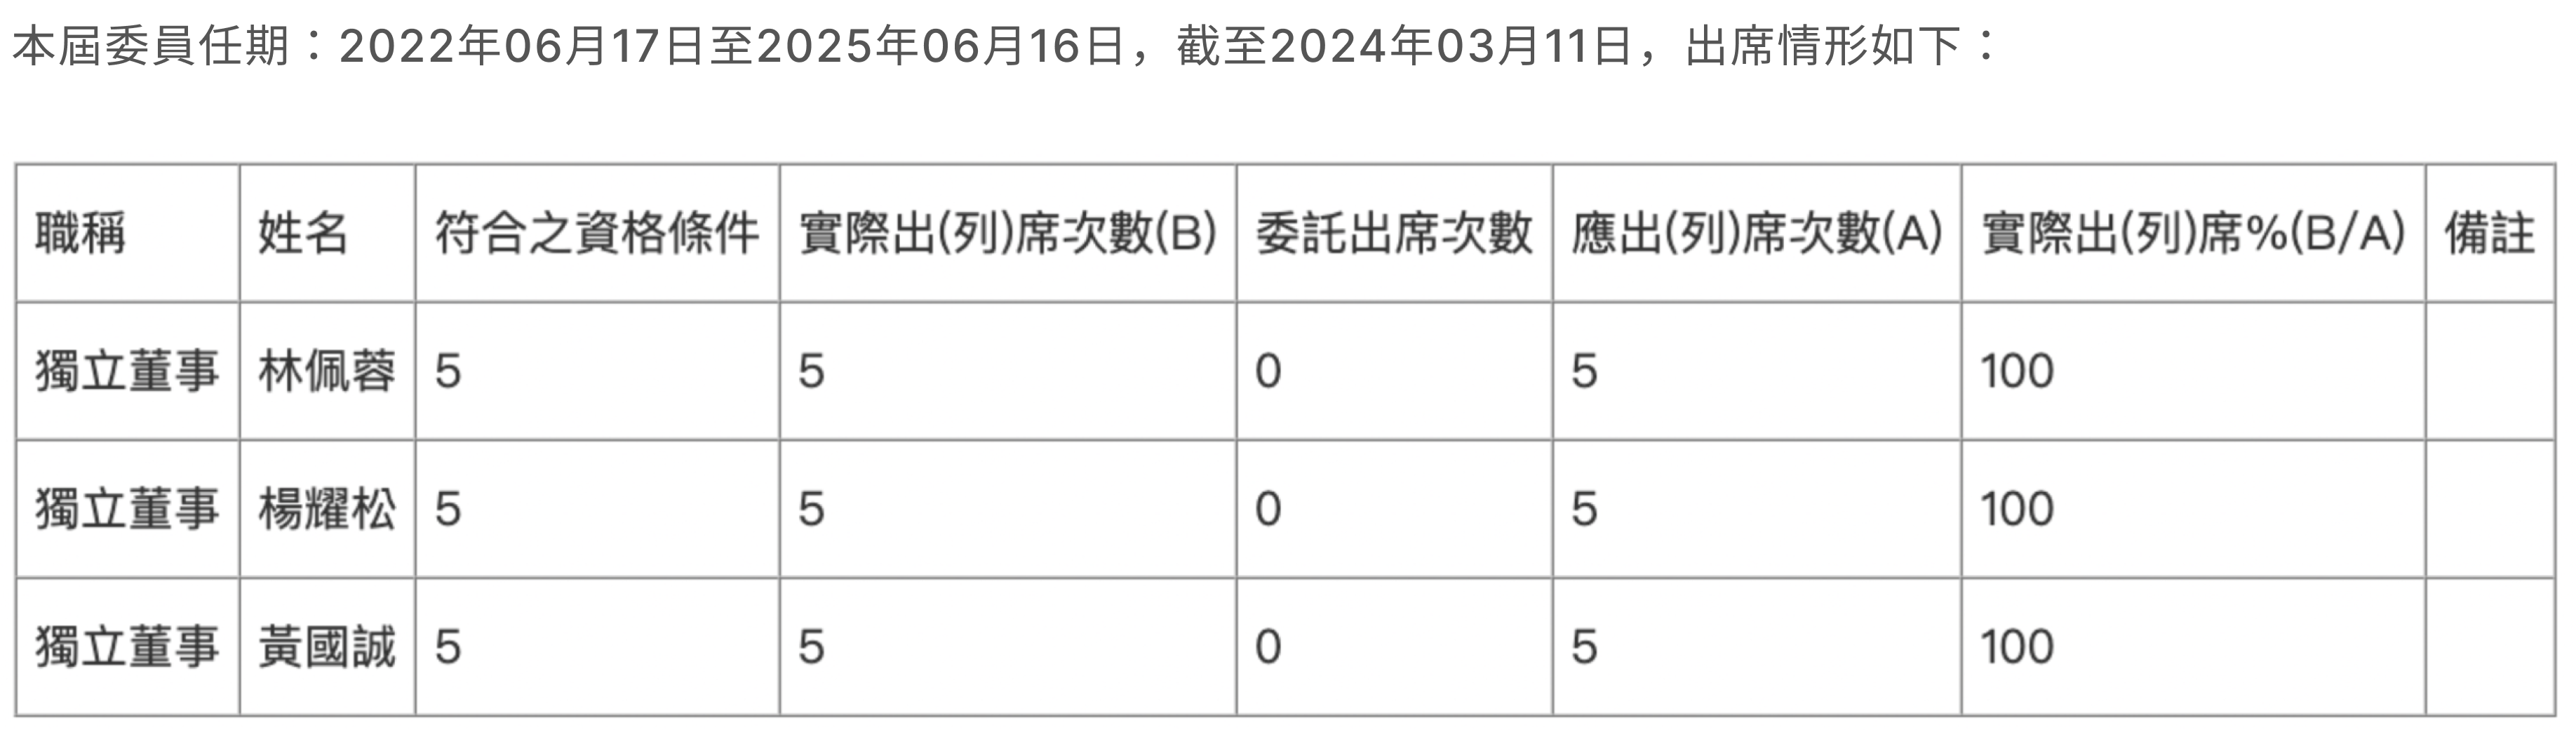 本屆委員任期：2022年06月17日至2025年06月16日，截至2024年03月11日，出席情形如下：
職稱 姓名 符合之資格條件 實際出(列)席次數(B) 委託出席次數 應出(列)席次數(A) 實際出(列)席%(B/A) 備註
獨立董事 林佩蓉 5 5 0 5 100
獨立董事 楊耀松 5 5 0 5 100
獨立董事 黃國誠 5 5 0 5 100